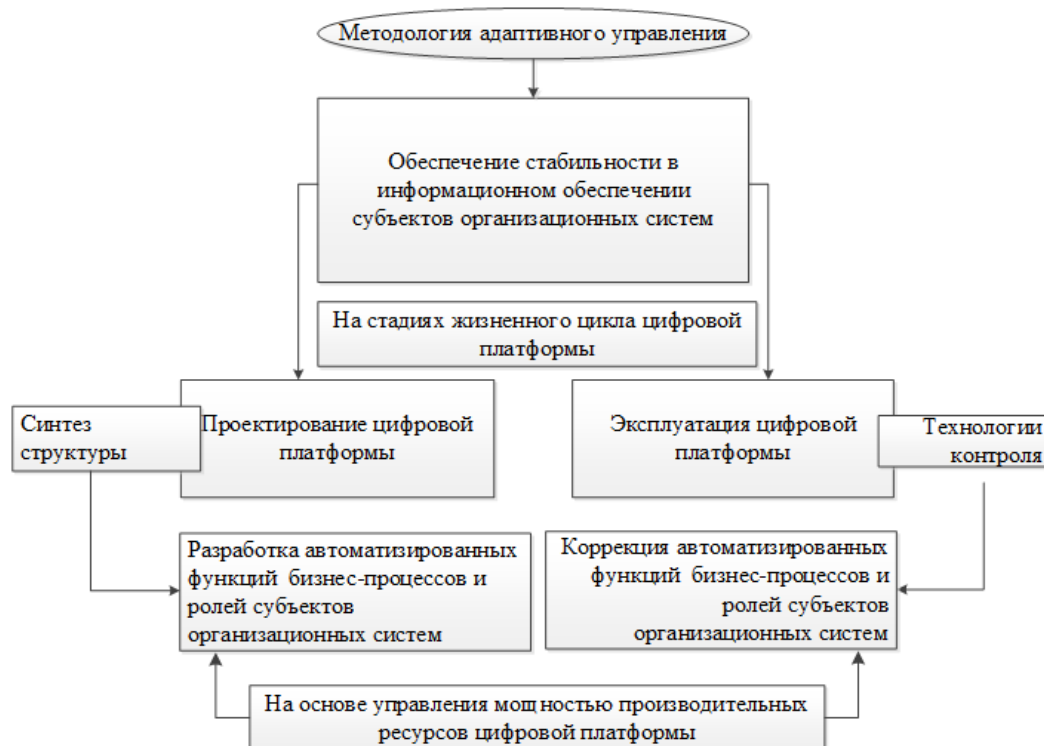 Методология адаптивного управления
Обеспечение стабильности в
информационном обеспечении
субъектов организационных систем
На стадиях жизненного цикла цифровой
платформы
Синтез
структуры
Проектирование цифровой
платформы
Эксплуатация цифровой
платформы
Технологии
контроля
Разработка автоматизированных
функций бизнес-процессов и
ролей субъектов
организационных систем
Коррекция автоматизированных
функций бизнес-процессов и
ролей субъектов
организационных систем
На основе управления мощностью производительных
ресурсов цифровой платформы